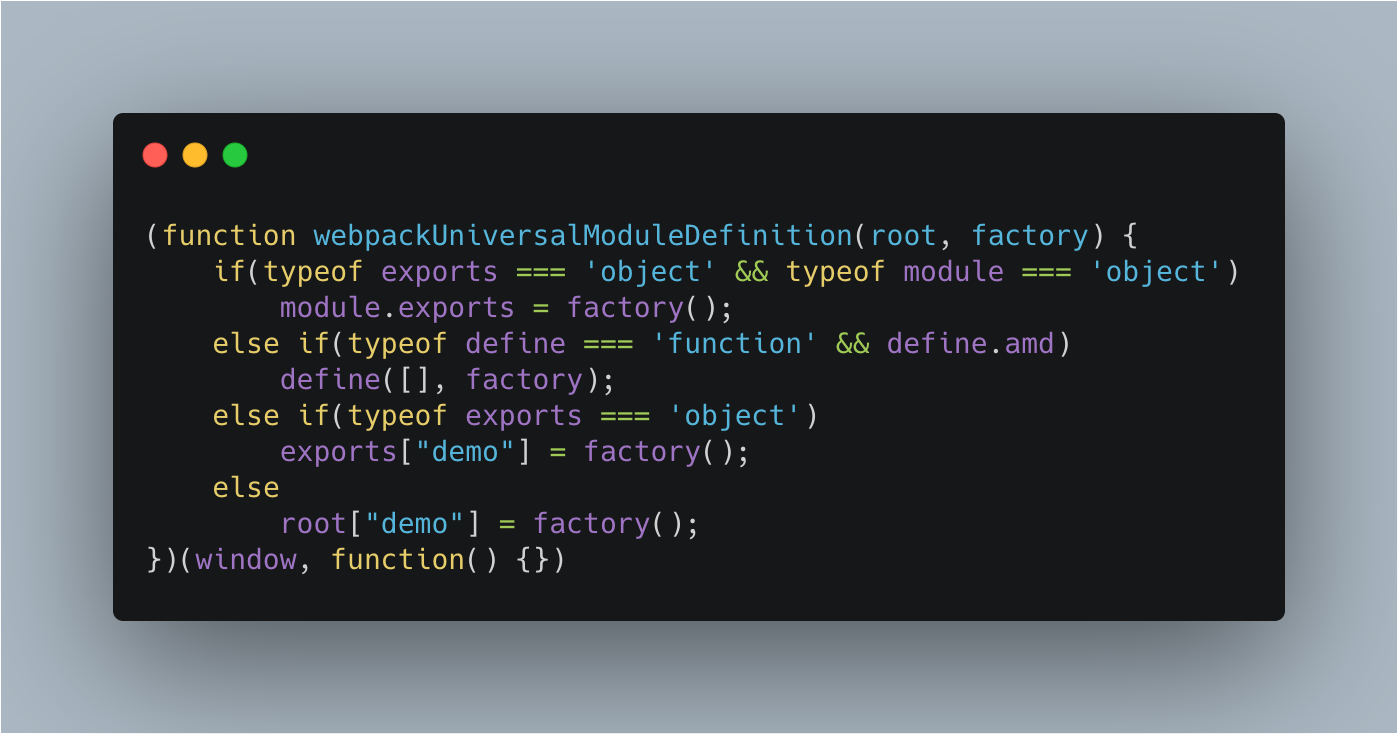 (function webpackUniversalModuleDefinition(root, factory) {
    if(typeof exports === 'object' && typeof module === 'object')
        module.exports = factory();
    else if(typeof define === 'function' && define.amd)
        define([], factory);
    else if(typeof exports === 'object')
        exports["demo"] = factory();
    else
        root["demo"] = factory();
})(window, function() {})